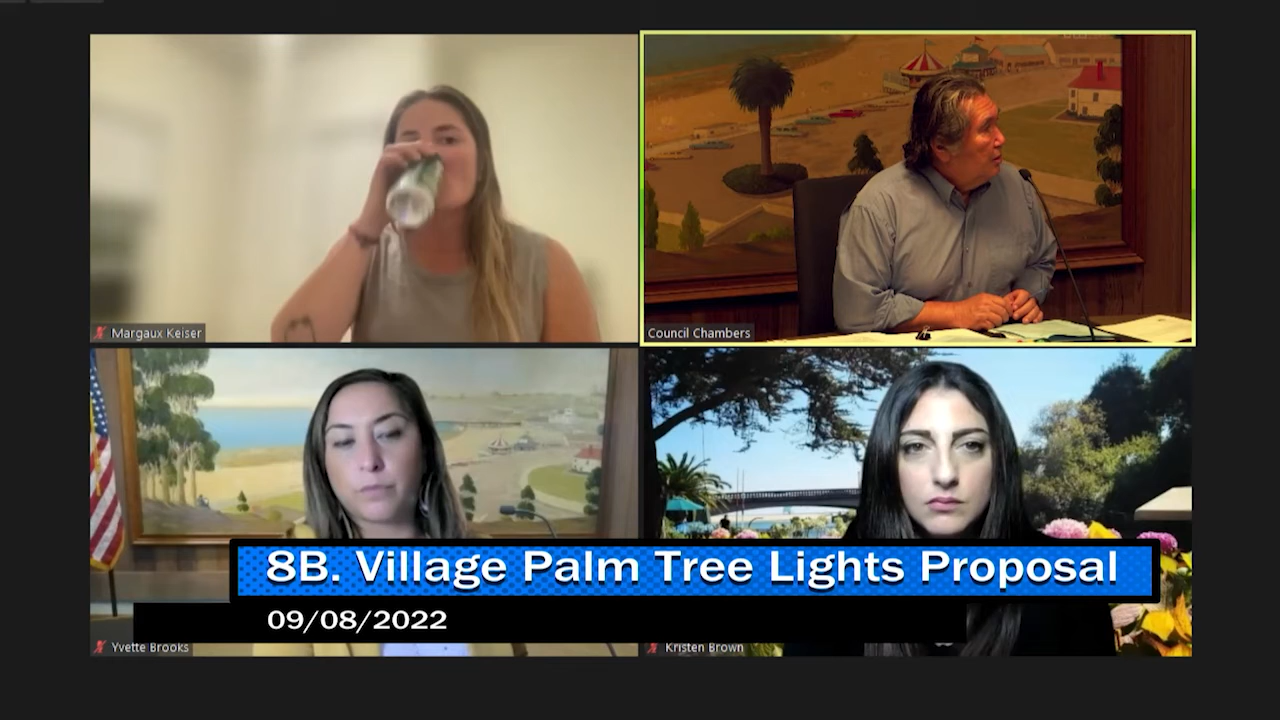 Margaux Keiser
Council Chambers
8B. Village Palm Tree Lights Proposal
09/08/2022
Yvette Brooks
Kristen Brown